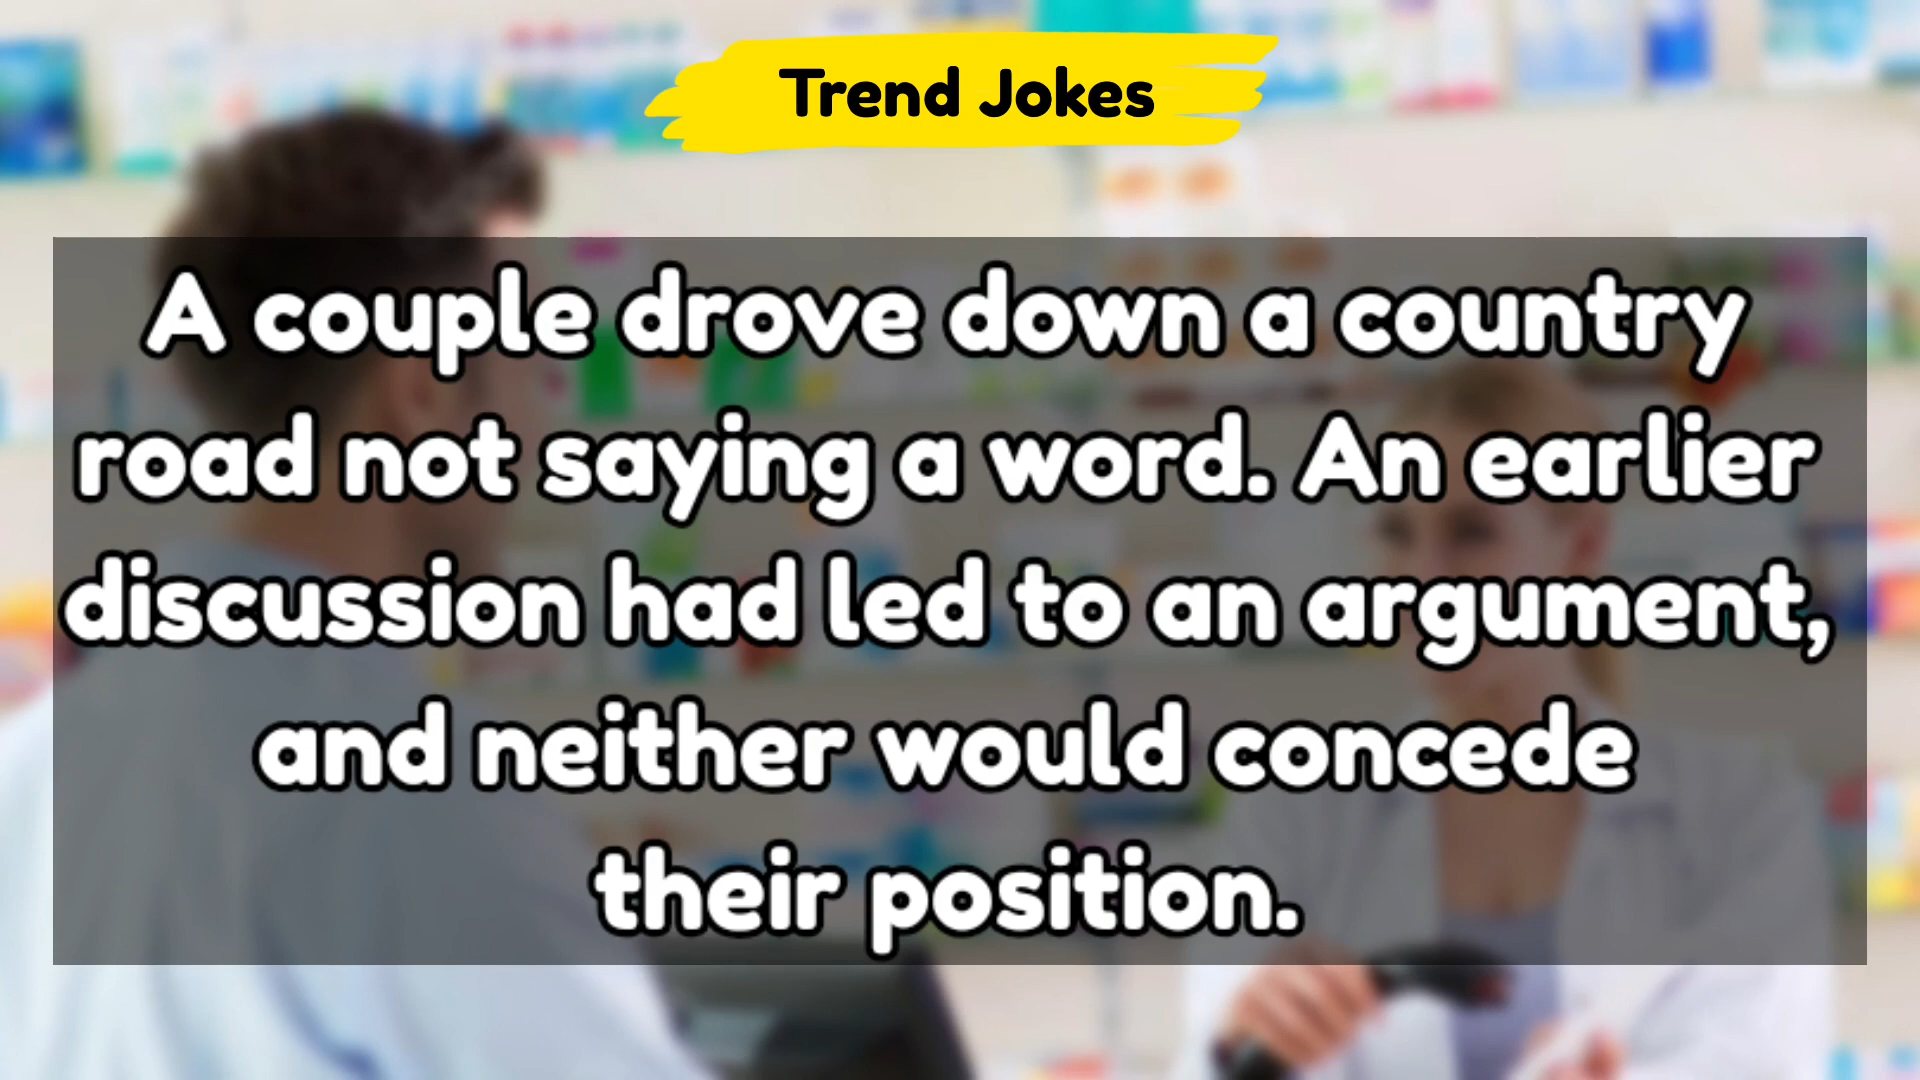 Trend Jokes
A couple drove down a country
road not saying a word. An earlier
discussion had led to an argument,
and neither would concede
their position.